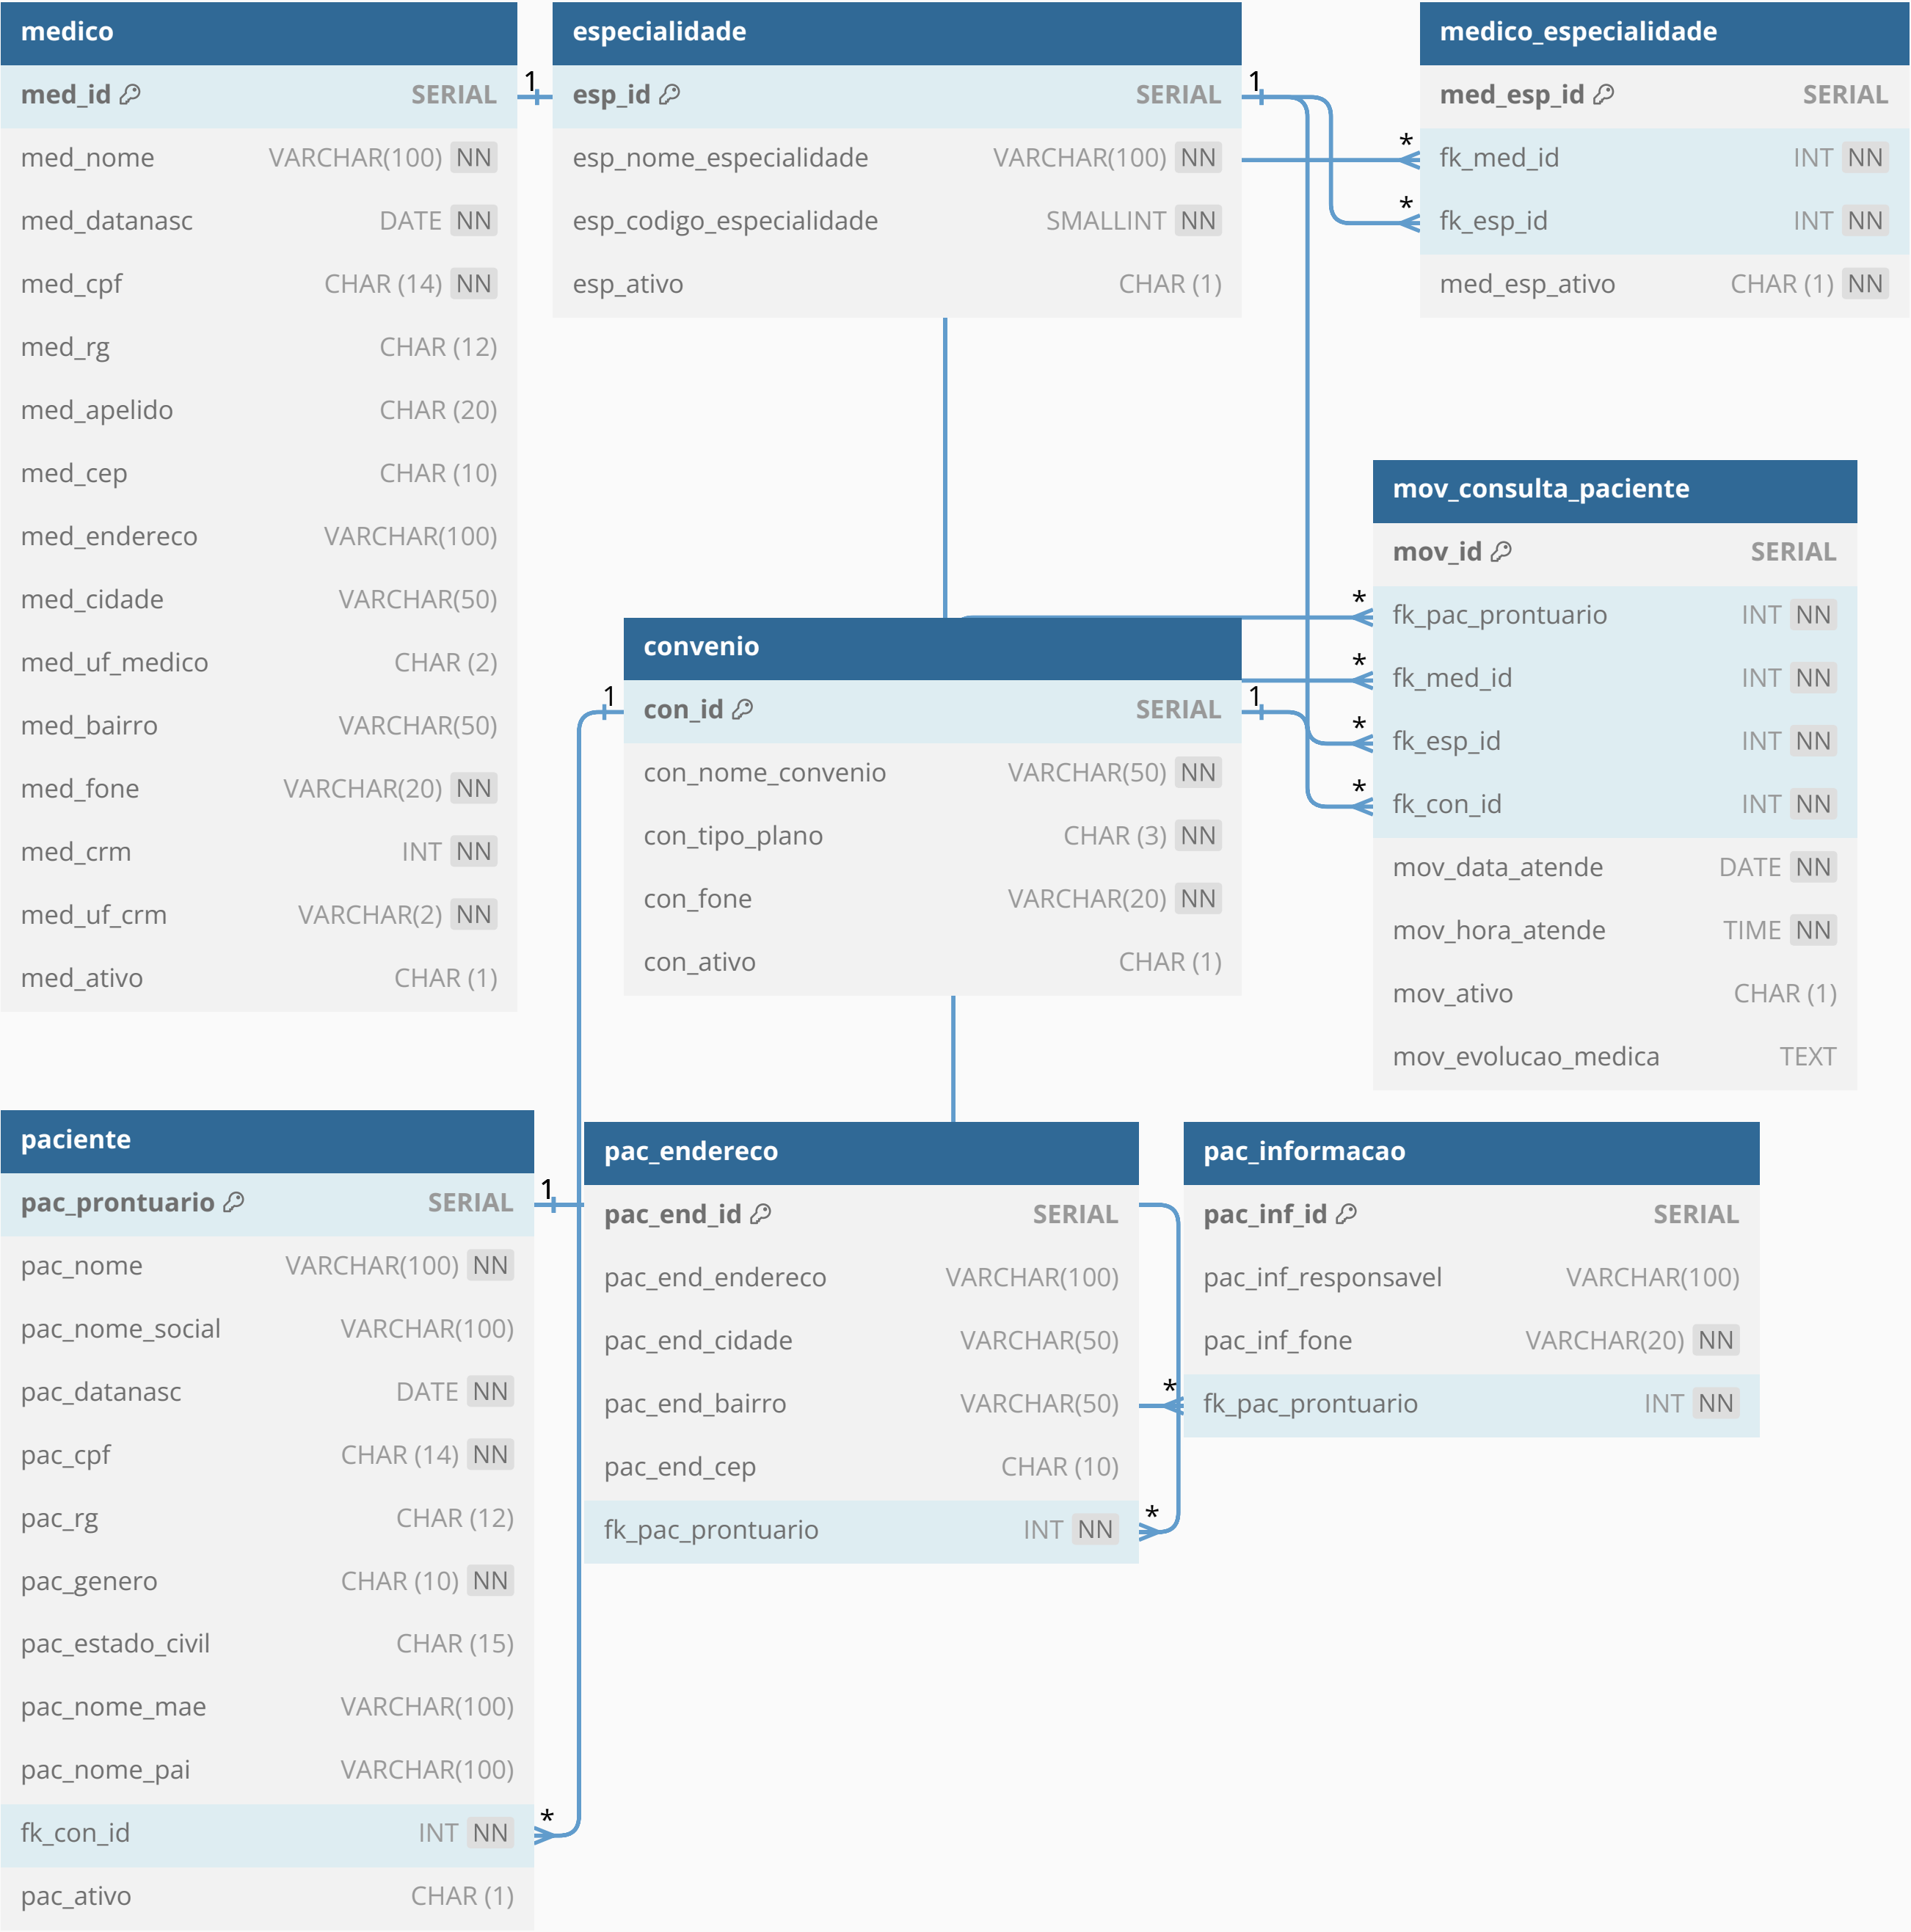 medico
med_id SERIAL
med_nome VARCHAR(100) NN
med_datanasc DATE NN
med_cpf CHAR (14) NN
med_rg CHAR (12)
med_apelido CHAR (20)
med_cep CHAR (10)
med_endereco VARCHAR(100)
med_cidade VARCHAR(50)
med_uf_medico CHAR (2)
med_bairro VARCHAR(50)
med_fone VARCHAR(20) NN
med_crm INT NN
med_uf_crm VARCHAR(2) NN
med_ativo CHAR (1)
1
especialidade
esp_id SERIAL
esp_nome_especialidade VARCHAR(100) NN
esp_codigo_especialidade SMALLINT NN
esp_ativo CHAR (1)
1
medico_especialidade
med_esp_id SERIAL
* fk_med_id INT NN
* fk_esp_id INT NN
med_esp_ativo CHAR (1) NN
convenio
1 con_id SERIAL 1
con_nome_convenio VARCHAR(50) NN
con_tipo_plano CHAR (3) NN
con_fone VARCHAR(20) NN
con_ativo CHAR (1)
mov_consulta_paciente
mov_id SERIAL
* fk_pac_prontuario INT NN
* fk_med_id INT NN
* fk_esp_id INT NN
* fk_con_id INT NN
mov_data_atende DATE NN
mov_hora_atende TIME NN
mov_ativo CHAR (1)
mov_evolucao_medica TEXT
paciente
pac_prontuario SERIAL 1
pac_nome VARCHAR(100) NN
pac_nome_social VARCHAR(100)
pac_datanasc DATE NN
pac_cpf CHAR (14) NN
pac_rg CHAR (12)
pac_genero CHAR (10) NN
pac_estado_civil CHAR (15)
pac_nome_mae VARCHAR(100)
pac_nome_pai VARCHAR(100)
fk_con_id INT NN *
pac_ativo CHAR (1)
pac_endereco
pac_end_id SERIAL
pac_end_endereco VARCHAR(100)
pac_end_cidade VARCHAR(50)
pac_end_bairro VARCHAR(50)
pac_end_cep CHAR (10)
fk_pac_prontuario INT NN *
pac_informacao
pac_inf_id SERIAL
pac_inf_responsavel VARCHAR(100)
pac_inf_fone VARCHAR(20) NN
* fk_pac_prontuario INT NN